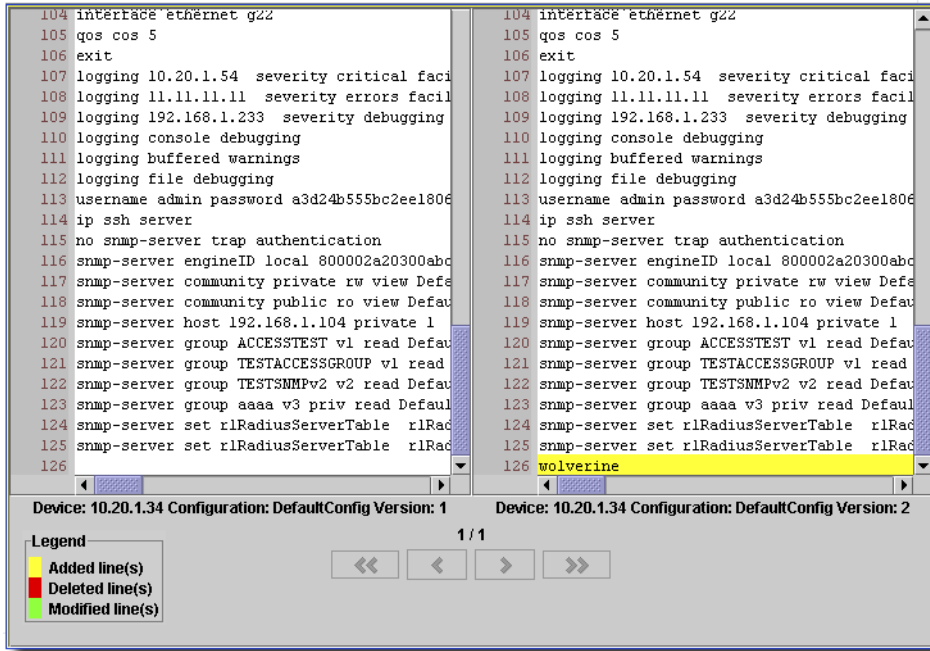 104 interface ethernet g22
105 qos cos 5
106 exit
107 logging 10.20.1.54  severity critical faci
108 logging 11.11.11.11  severity errors facil
109 logging 192.168.1.233  severity debugging
110 logging console debugging
111 logging buffered warnings
112 logging file debugging
113 username admin password a3d24b555bc2ee1806
114 ip ssh server
115 no snmp-server trap authentication
116 snmp-server engineID local 800002a20300abc
117 snmp-server community private rw view Defa
118 snmp-server community public ro view Defau
119 snmp-server host 192.168.1.104 private 1
120 snmp-server group ACCESSTEST v1 read Defau
121 snmp-server group TESTACCESSGROUP v1 read
122 snmp-server group TESTSNMPv2 v2 read Defau
123 snmp-server group aaaa v3 priv read Defaul
124 snmp-server set rlRadiusServerTable  rlRad
125 snmp-server set rlRadiusServerTable  rlRad
126
104 interface ethernet g22
105 qos cos 5
106 exit
107 logging 10.20.1.54  severity critical faci
108 logging 11.11.11.11  severity errors facil
109 logging 192.168.1.233  severity debugging
110 logging console debugging
111 logging buffered warnings
112 logging file debugging
113 username admin password a3d24b555bc2ee1806
114 ip ssh server
115 no snmp-server trap authentication
116 snmp-server engineID local 800002a20300abc
117 snmp-server community private rw view Defa
118 snmp-server community public ro view Defau
119 snmp-server host 192.168.1.104 private 1
120 snmp-server group ACCESSTEST v1 read Defau
121 snmp-server group TESTACCESSGROUP v1 read
122 snmp-server group TESTSNMPv2 v2 read Defau
123 snmp-server group aaaa v3 priv read Defaul
124 snmp-server set rlRadiusServerTable  rlRad
125 snmp-server set rlRadiusServerTable  rlRad
126 wolverine
Device: 10.20.1.34 Configuration: DefaultConfig Version: 1
Device: 10.20.1.34 Configuration: DefaultConfig Version: 2
1 / 1
Legend
Added line(s)
Deleted line(s)
Modified line(s)